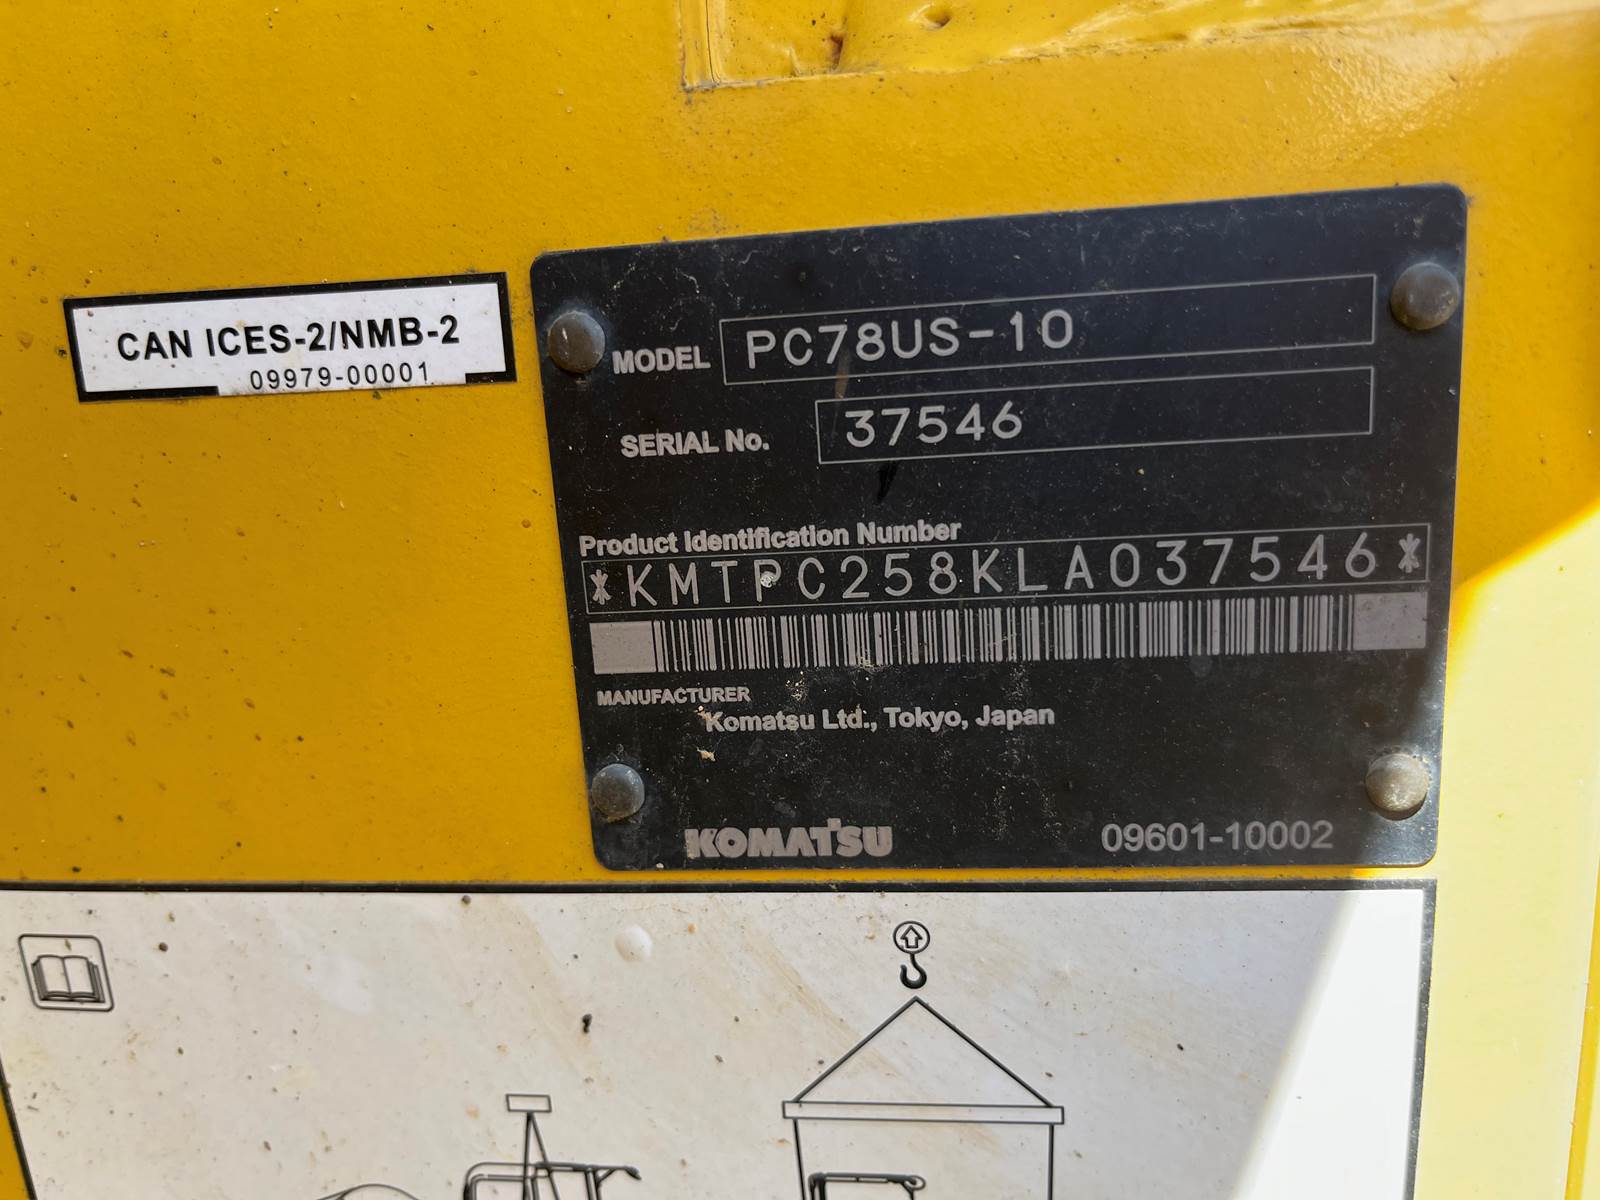 CAN ICES-2/NMB-2
09979-00001
MODEL PC78US-10
SERIAL No. 37546
Product Identification Number
*KMTPC258KLA037546*
MANUFACTURER
Komatsu Ltd., Tokyo, Japan
KOMATSU 09601-10002